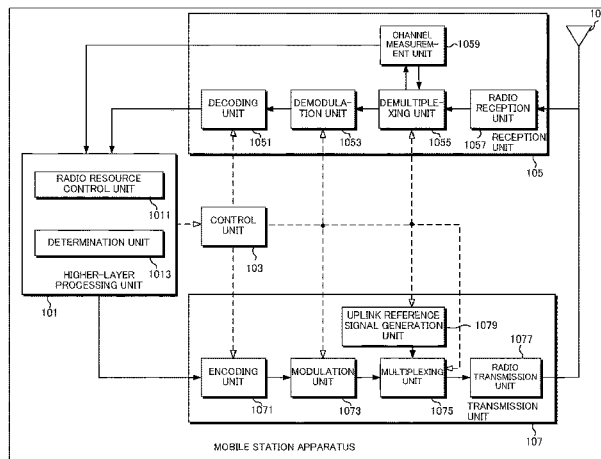 10
CHANNEL
MEASUREM-
ENT UNIT
1059
DECODING
UNIT
1051
DEMODULA-
TION UNIT
1053
DEMULTIPLE-
XING UNIT
1055
RADIO
RECEPTION
UNIT
1057
RECEPTION
UNIT
105
RADIO RESOURCE
CONTROL UNIT
1011
DETERMINATION UNIT
1013
HIGHER-LAYER
PROCESSING UNIT
101
CONTROL
UNIT
103
UPLINK REFERENCE
SIGNAL GENERATION
UNIT
1079
1077
ENCODING
UNIT
1071
MODULATION
UNIT
1073
MULTIPLEXING
UNIT
1075
RADIO
TRANSMISSION
UNIT
TRANSMISSION
UNIT
107
MOBILE STATION APPARATUS